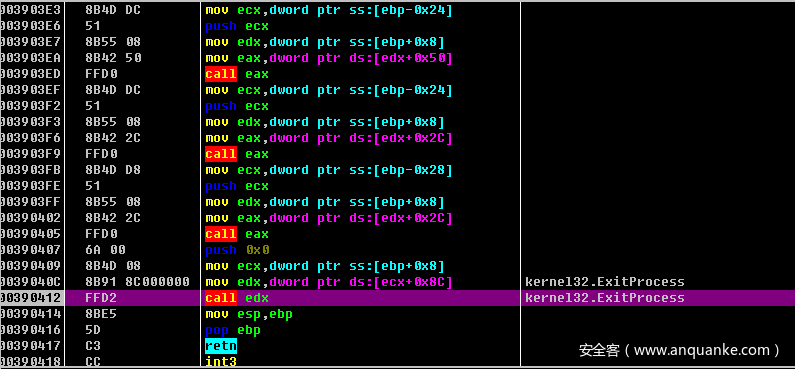 003903E3 8B4D DC mov ecx,dword ptr ss:[ebp-0x24]
003903E6 51 push ecx
003903E7 8B55 08 mov edx,dword ptr ss:[ebp+0x8]
003903EA 8B42 50 mov eax,dword ptr ds:[edx+0x50]
003903ED FFD0 call eax
003903EF 8B4D DC mov ecx,dword ptr ss:[ebp-0x24]
003903F2 51 push ecx
003903F3 8B55 08 mov edx,dword ptr ss:[ebp+0x8]
003903F6 8B42 2C mov eax,dword ptr ds:[edx+0x2C]
003903F9 FFD0 call eax
003903FB 8B4D D8 mov ecx,dword ptr ss:[ebp-0x28]
003903FE 51 push ecx
003903FF 8B55 08 mov edx,dword ptr ss:[ebp+0x8]
00390402 8B42 2C mov eax,dword ptr ds:[edx+0x2C]
00390405 FFD0 call eax
00390407 6A 00 push 0x0
00390409 8B4D 08 mov ecx,dword ptr ss:[ebp+0x8]
0039040C 8B91 8C000000 mov edx,dword ptr ds:[ecx+0x8C] kernel32.ExitProcess
00390412 FFD2 call edx kernel32.ExitProcess
00390414 8BE5 mov esp,ebp
00390416 5D pop ebp
00390417 C3 retn
00390418 CC int3
安全客(www.anquanke.com)